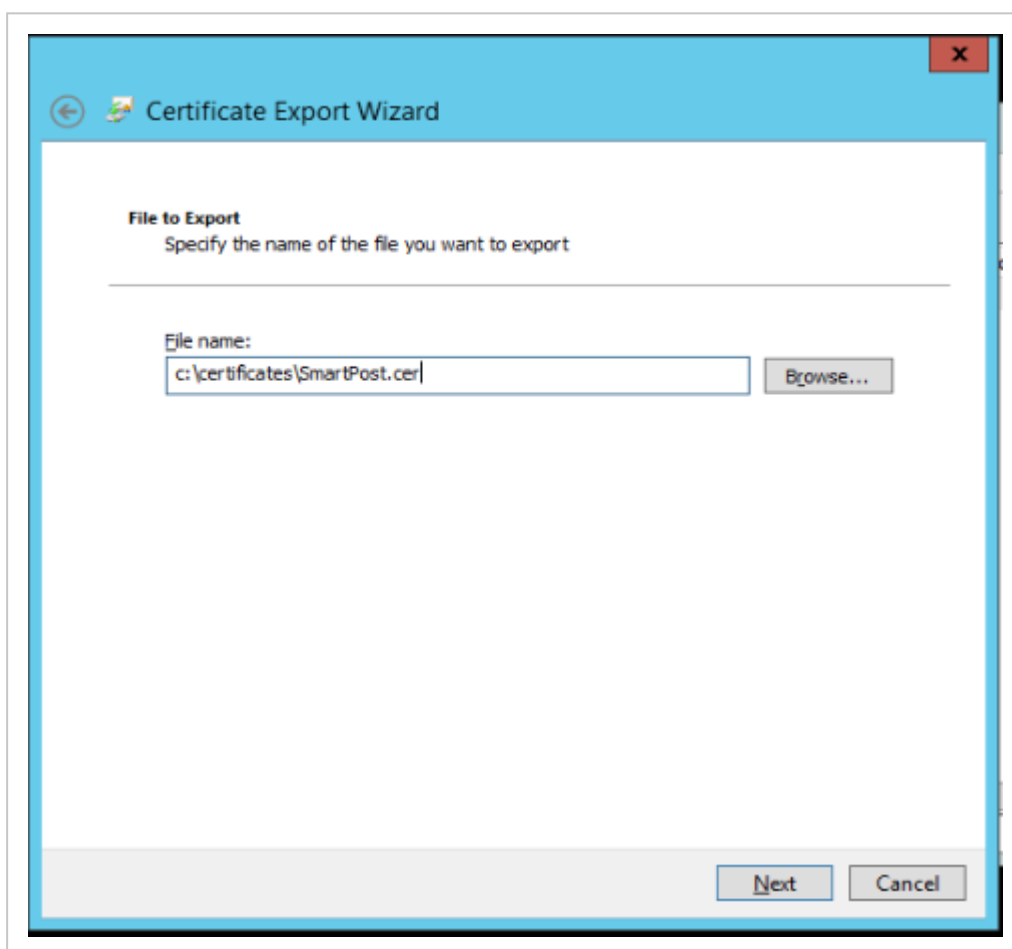 x
Certificate Export Wizard
File to Export
Specify the name of the file you want to export
File name:
c:\certificates\SmartPost.cer
Browse...
Next Cancel